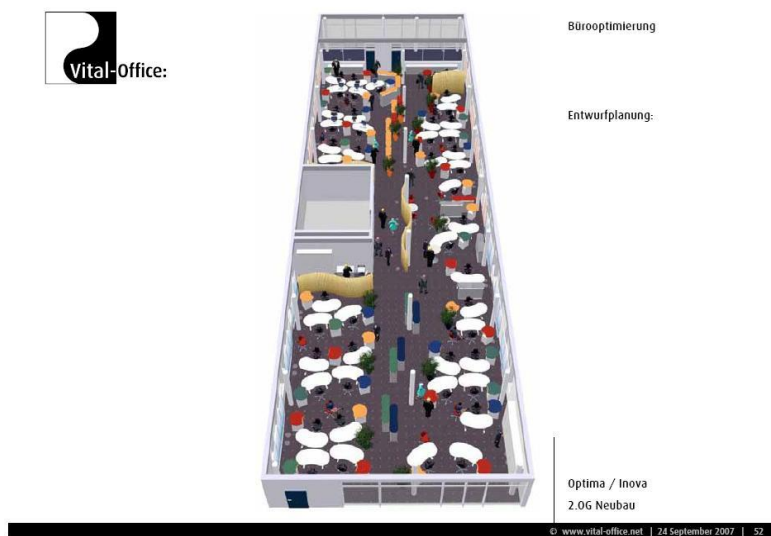 Vital-Office:
Bürooptimierung
Entwurfplanung:
Optima / Inova
2.OG Neubau
© www.vital-office.net | 24 September 2007 | 52